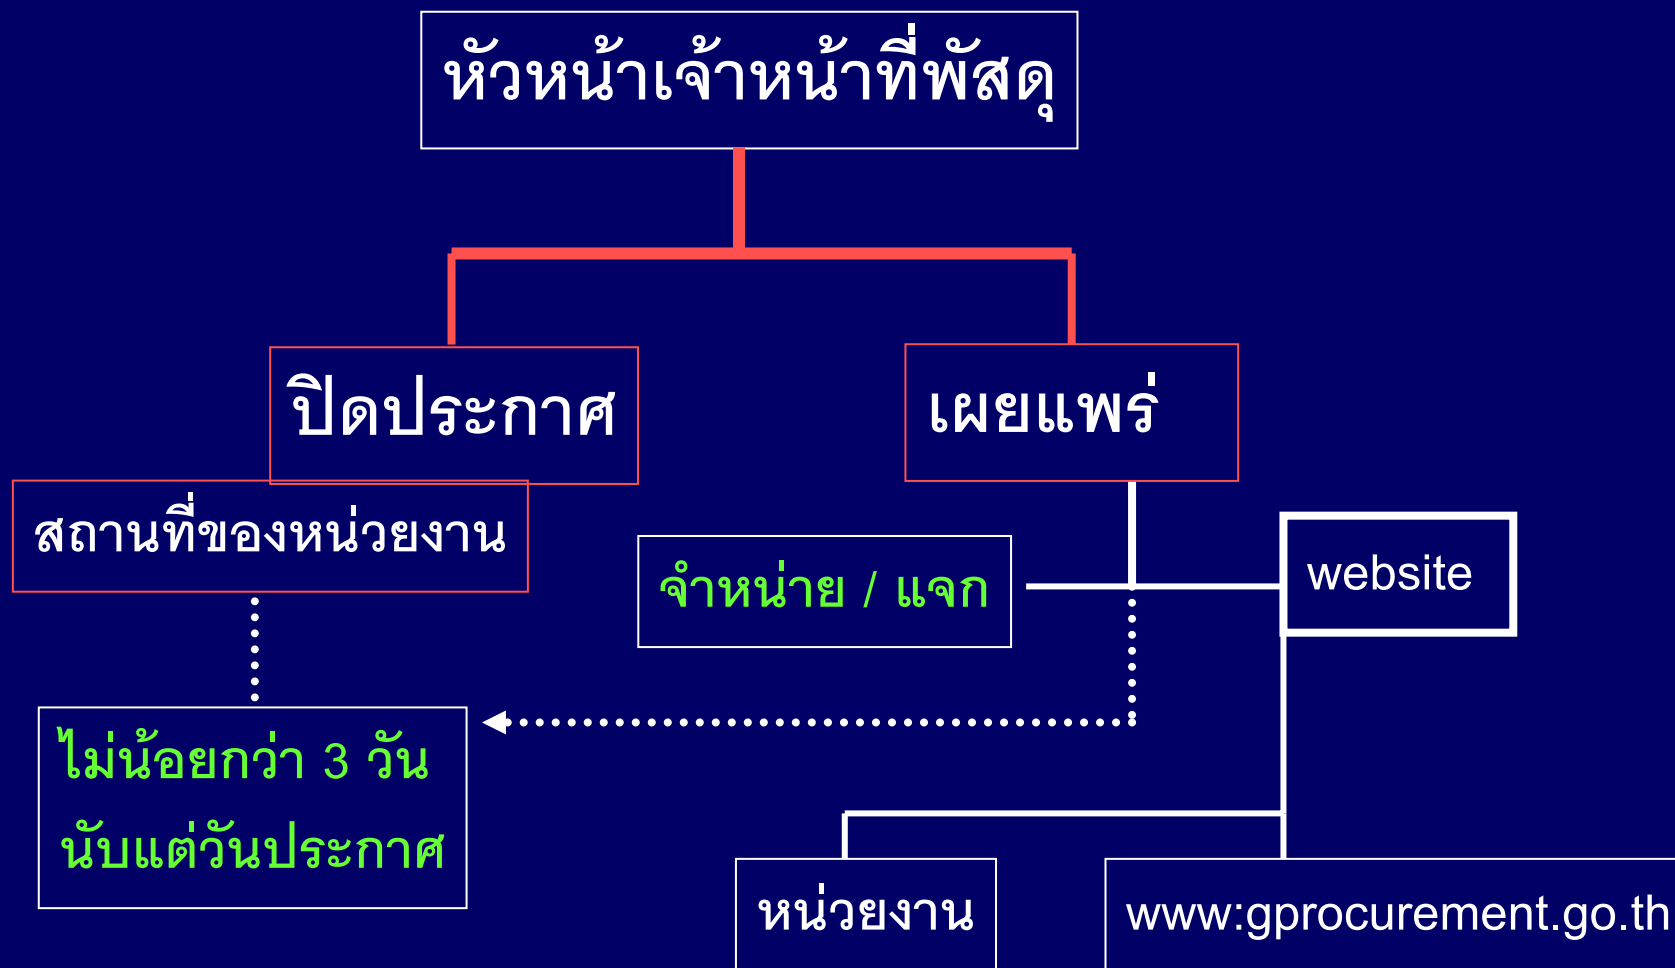 หัวหน้าเจ้าหน้าที่พัสดุ
ปิดประกาศ
เผยแพร่
สถานที่ของหน่วยงาน
จำหน่าย / แจก
website
ไม่น้อยกว่า 3 วัน
นับแต่วันประกาศ
หน่วยงาน
www:gprocurement.go.th